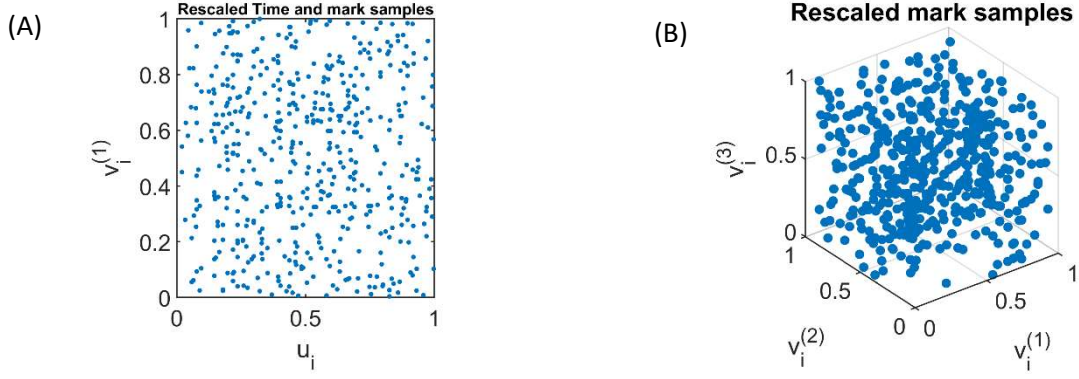 (A)
Rescaled Time and mark samples
1
0.8
0.6
0.4
0.2
0
0
0.5
1
v_i^(1)
u_i
(B)
Rescaled mark samples
1
0.5
0
v_i^(3)
1
0.5
0
v_i^(2)
0
0.5
1
v_i^(1)